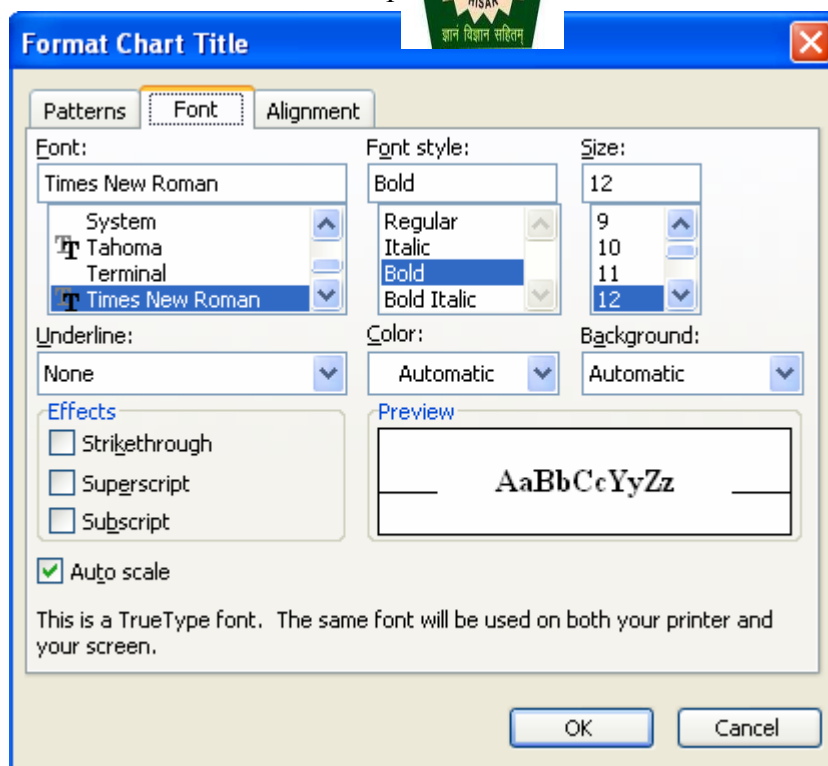 HISAR
ज्ञानं विज्ञान सहितम्
Format Chart Title
Patterns Font Alignment
Font: Font style: Size:
Times New Roman Bold 12
System Regular 9
Tahoma Italic 10
Terminal Bold 11
Times New Roman Bold Italic 12
Underline: Color: Background:
None Automatic Automatic
Effects Preview
Strikethrough
Superscript AaBbCcYyZz
Subscript
Auto scale
This is a TrueType font. The same font will be used on both your printer and
your screen.
OK Cancel